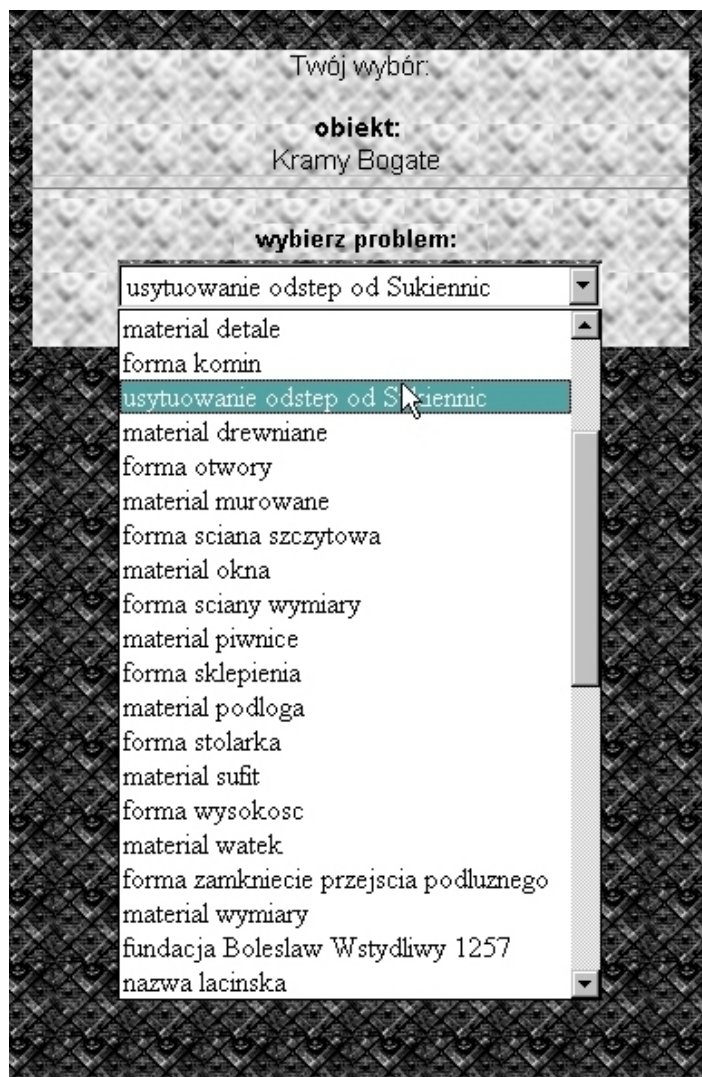 Twój wybór:
obiekt:
Kramy Bogate
wybierz problem:
usytuowanie odstep od Sukiennic
material detale
forma komin
usytuowanie odstep od Sukiennic
material drewniane
forma otwory
material murowane
forma sciana szczytowa
material okna
forma sciany wymiary
material piwnice
forma sklepienia
material podloga
forma stolarka
material sufit
forma wysokosc
material watek
forma zamkniecie przejscia podluznego
material wymiary
fundacja Boleslaw Wstydliwy 1257
nazwa lacinska